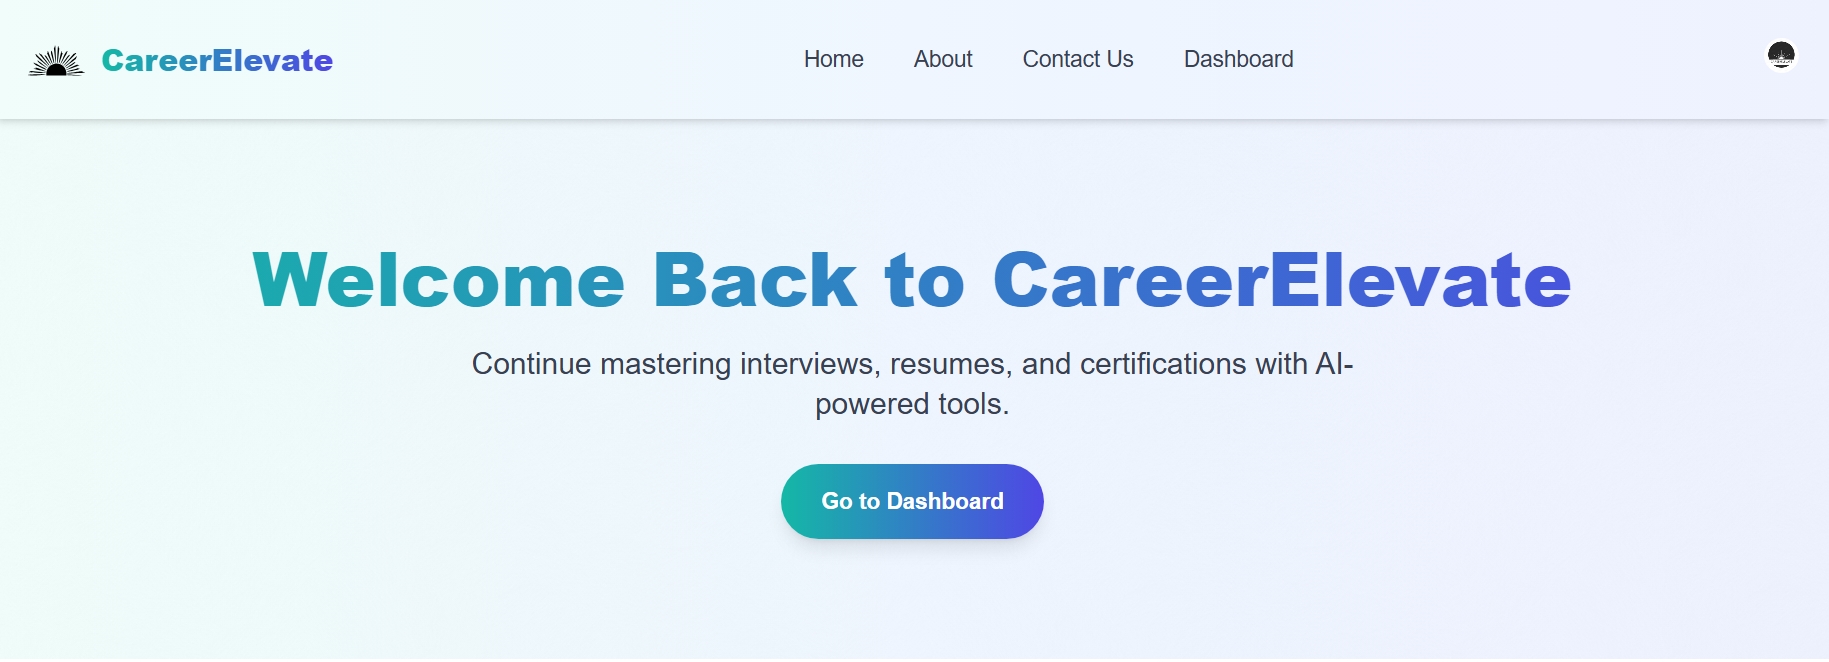 CareerElevate
Home
About
Contact Us
Dashboard
Welcome Back to CareerElevate
Continue mastering interviews, resumes, and certifications with AI-
powered tools.
Go to Dashboard